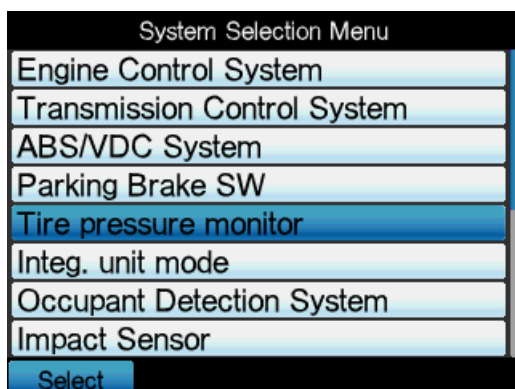 System Selection Menu
Engine Control System
Transmission Control System
ABS/VDC System
Parking Brake SW
Tire pressure monitor
Integ. unit mode
Occupant Detection System
Impact Sensor
Select